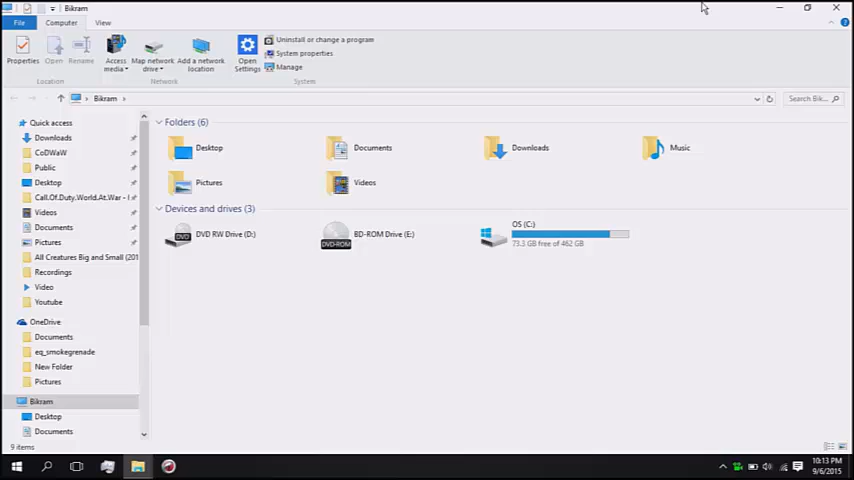 Bikram
File Computer View
Properties Open Rename Access media Map network drive Add a network location Open Settings Uninstall or change a program
System properties
Manage
Location Network System
Bikram
Search Bik...
Quick access
Downloads
CoDWaW
Public
Desktop
Call.Of.Duty.World.At.War - 
Videos
Documents
Pictures
All Creatures Big and Small (201
Recordings
Video
Youtube
OneDrive
Documents
eq_smokegrenade
New Folder
Pictures
Bikram
Desktop
Documents
Folders (6)
Desktop Documents Downloads Music
Pictures Videos
Devices and drives (3)
DVD
DVD RW Drive (D:)
DVD-ROM
BD-ROM Drive (E:)
OS (C:)
73.3 GB free of 462 GB
9 items
10:13 PM
9/6/2015